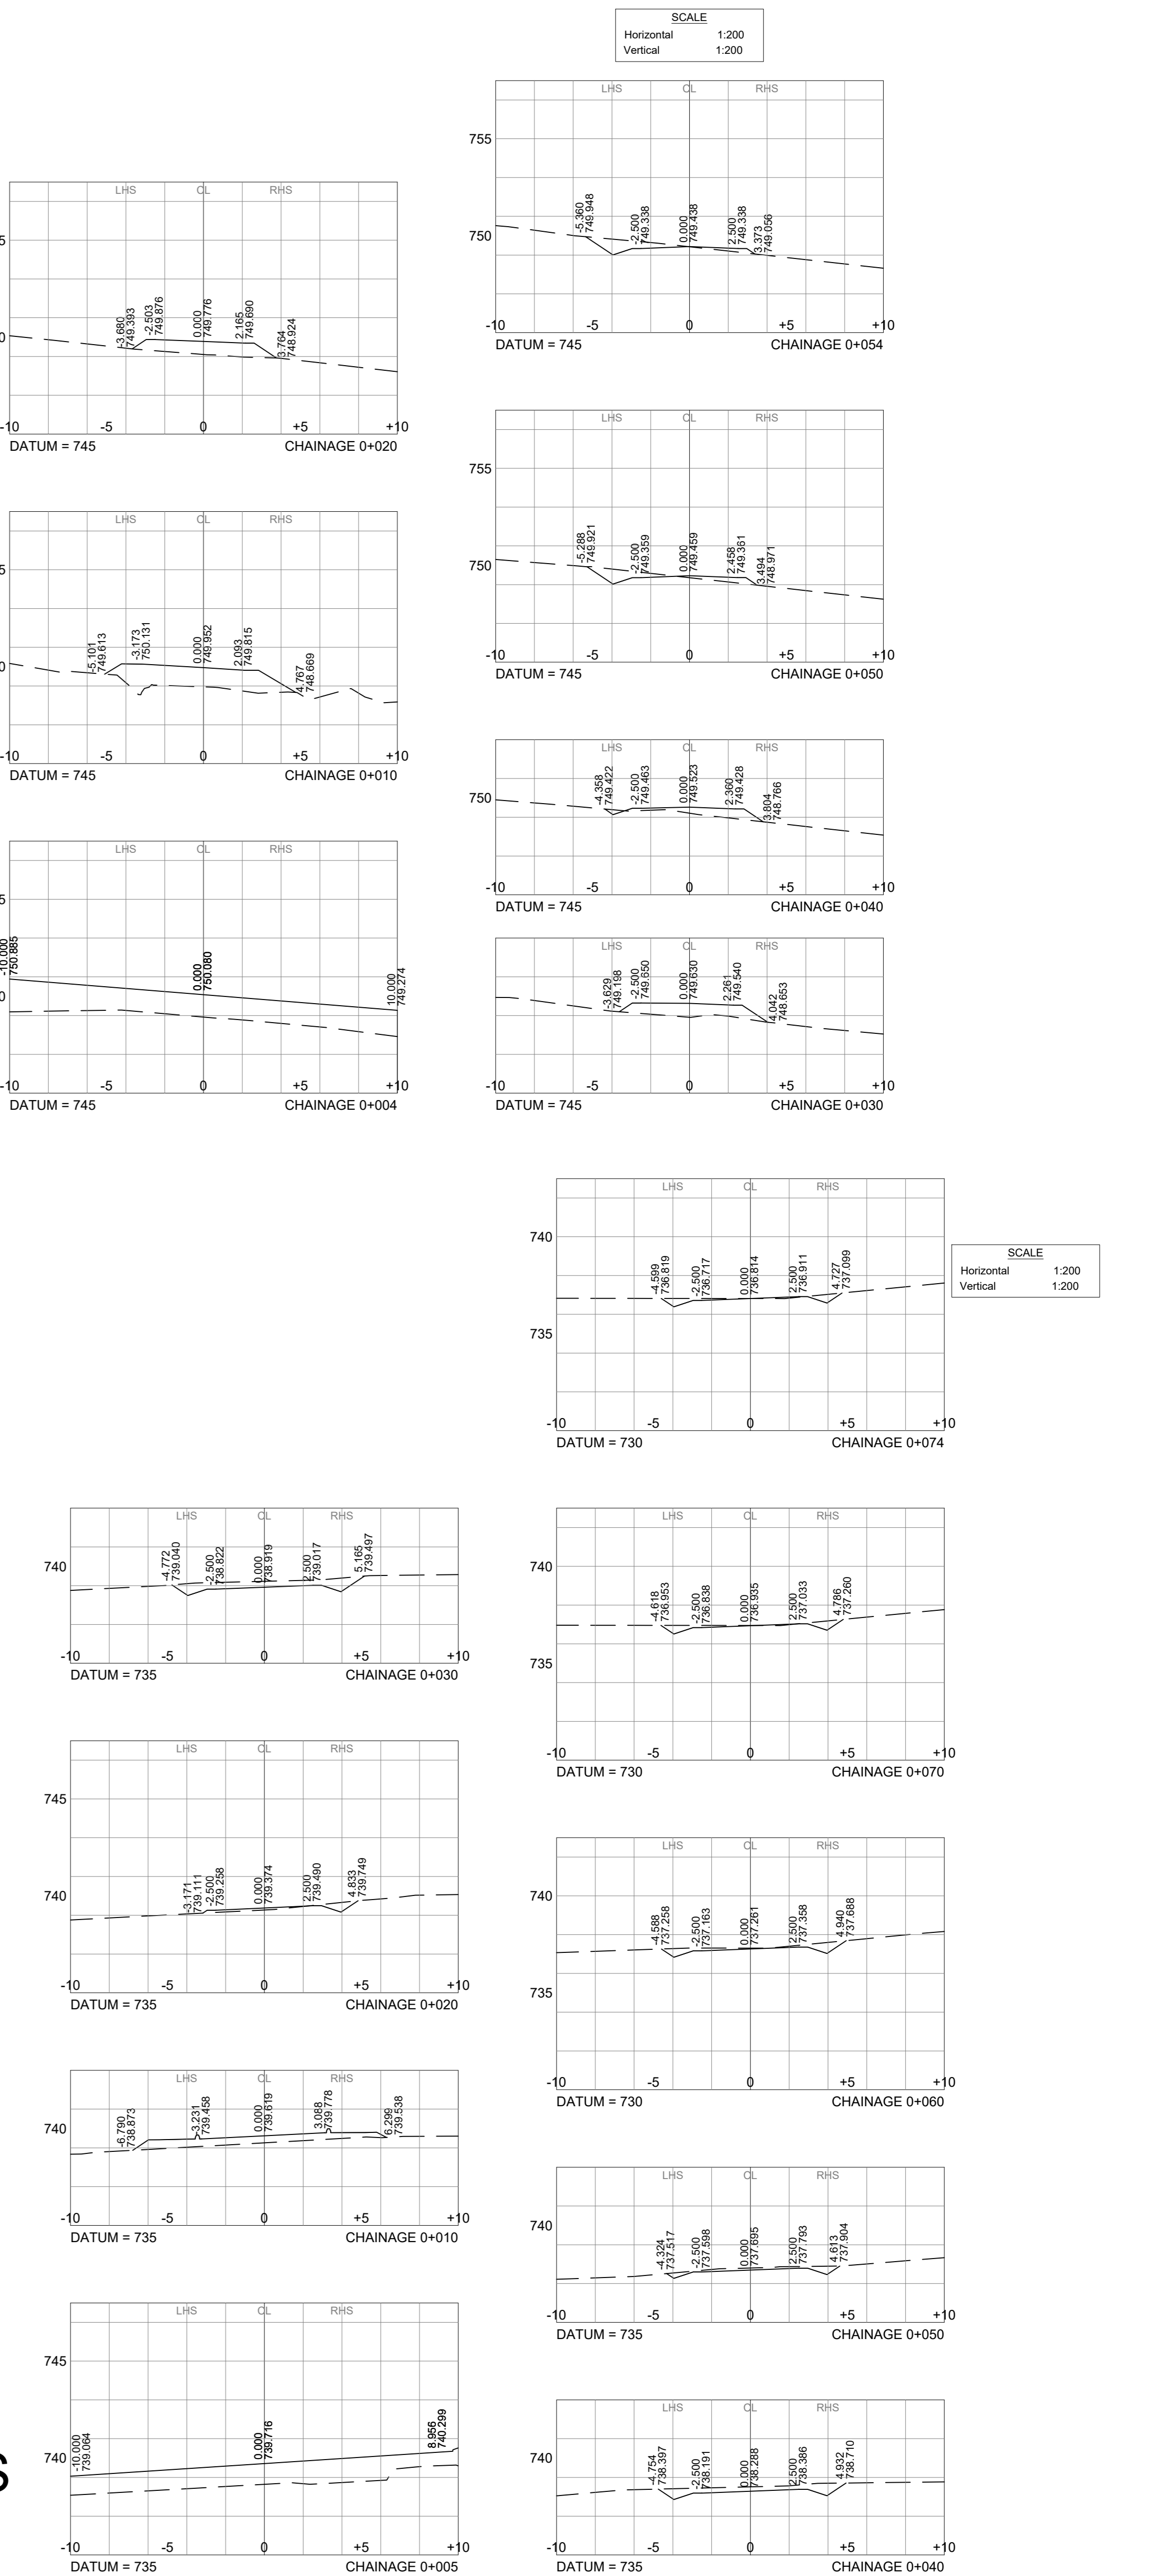 SCALE
Horizontal 1:200
Vertical 1:200
LHS CL RHS
755
750
-5.360 749.948
-2.500 749.338
0.000 749.438
2.500 749.338
3.373 749.056
-10 -5 0 +5 +10
DATUM = 745 CHAINAGE 0+054
LHS CL RHS
5
0
-3.680 749.393
-2.503 749.876
0.000 749.776
2.165 749.690
3.764 748.924
-10 -5 0 +5 +10
DATUM = 745 CHAINAGE 0+020
LHS CL RHS
755
750
-5.288 749.921
-2.500 749.359
0.000 749.459
2.458 749.361
3.494 748.971
-10 -5 0 +5 +10
DATUM = 745 CHAINAGE 0+050
LHS CL RHS
5
0
-5.101 749.613
-3.173 750.131
0.000 749.952
2.093 749.815
4.767 748.669
-10 -5 0 +5 +10
DATUM = 745 CHAINAGE 0+010
LHS CL RHS
750
-4.358 749.422
-2.500 749.463
0.000 749.523
2.360 749.428
3.804 748.766
-10 -5 0 +5 +10
DATUM = 745 CHAINAGE 0+040
LHS CL RHS
5
0
-10.000 750.885
0.000 750.080
10.000 749.274
-10 -5 0 +5 +10
DATUM = 745 CHAINAGE 0+004
LHS CL RHS
-3.629 749.198
-2.500 749.650
0.000 749.630
2.261 749.540
4.042 748.653
-10 -5 0 +5 +10
DATUM = 745 CHAINAGE 0+030
LHS CL RHS
740
735
-4.599 736.819
-2.500 736.717
0.000 736.814
2.500 736.911
4.727 737.099
-10 -5 0 +5 +10
DATUM = 730 CHAINAGE 0+074
SCALE
Horizontal 1:200
Vertical 1:200
LHS CL RHS
740
-4.772 739.040
-2.500 738.822
0.000 738.919
2.500 739.017
5.165 739.497
-10 -5 0 +5 +10
DATUM = 735 CHAINAGE 0+030
LHS CL RHS
740
735
-4.618 736.953
-2.500 736.838
0.000 736.935
2.500 737.033
4.786 737.260
-10 -5 0 +5 +10
DATUM = 730 CHAINAGE 0+070
LHS CL RHS
745
740
-3.171 739.111
-2.500 739.258
0.000 739.374
2.500 739.490
4.833 739.749
-10 -5 0 +5 +10
DATUM = 735 CHAINAGE 0+020
LHS CL RHS
740
735
-4.588 737.258
-2.500 737.163
0.000 737.261
2.500 737.358
4.940 737.688
-10 -5 0 +5 +10
DATUM = 730 CHAINAGE 0+060
LHS CL RHS
740
-6.790 738.873
-3.231 739.458
0.000 739.619
3.088 739.778
6.299 739.538
-10 -5 0 +5 +10
DATUM = 735 CHAINAGE 0+010
LHS CL RHS
740
-4.324 737.517
-2.500 737.598
0.000 737.695
2.500 737.793
4.613 737.904
-10 -5 0 +5 +10
DATUM = 735 CHAINAGE 0+050
LHS CL RHS
745
740
-10.000 739.064
0.000 739.716
8.956 740.299
-10 -5 0 +5 +10
DATUM = 735 CHAINAGE 0+005
S
LHS CL RHS
740
-4.754 738.397
-2.500 738.191
0.000 738.288
2.500 738.386
4.932 738.710
-10 -5 0 +5 +10
DATUM = 735 CHAINAGE 0+040